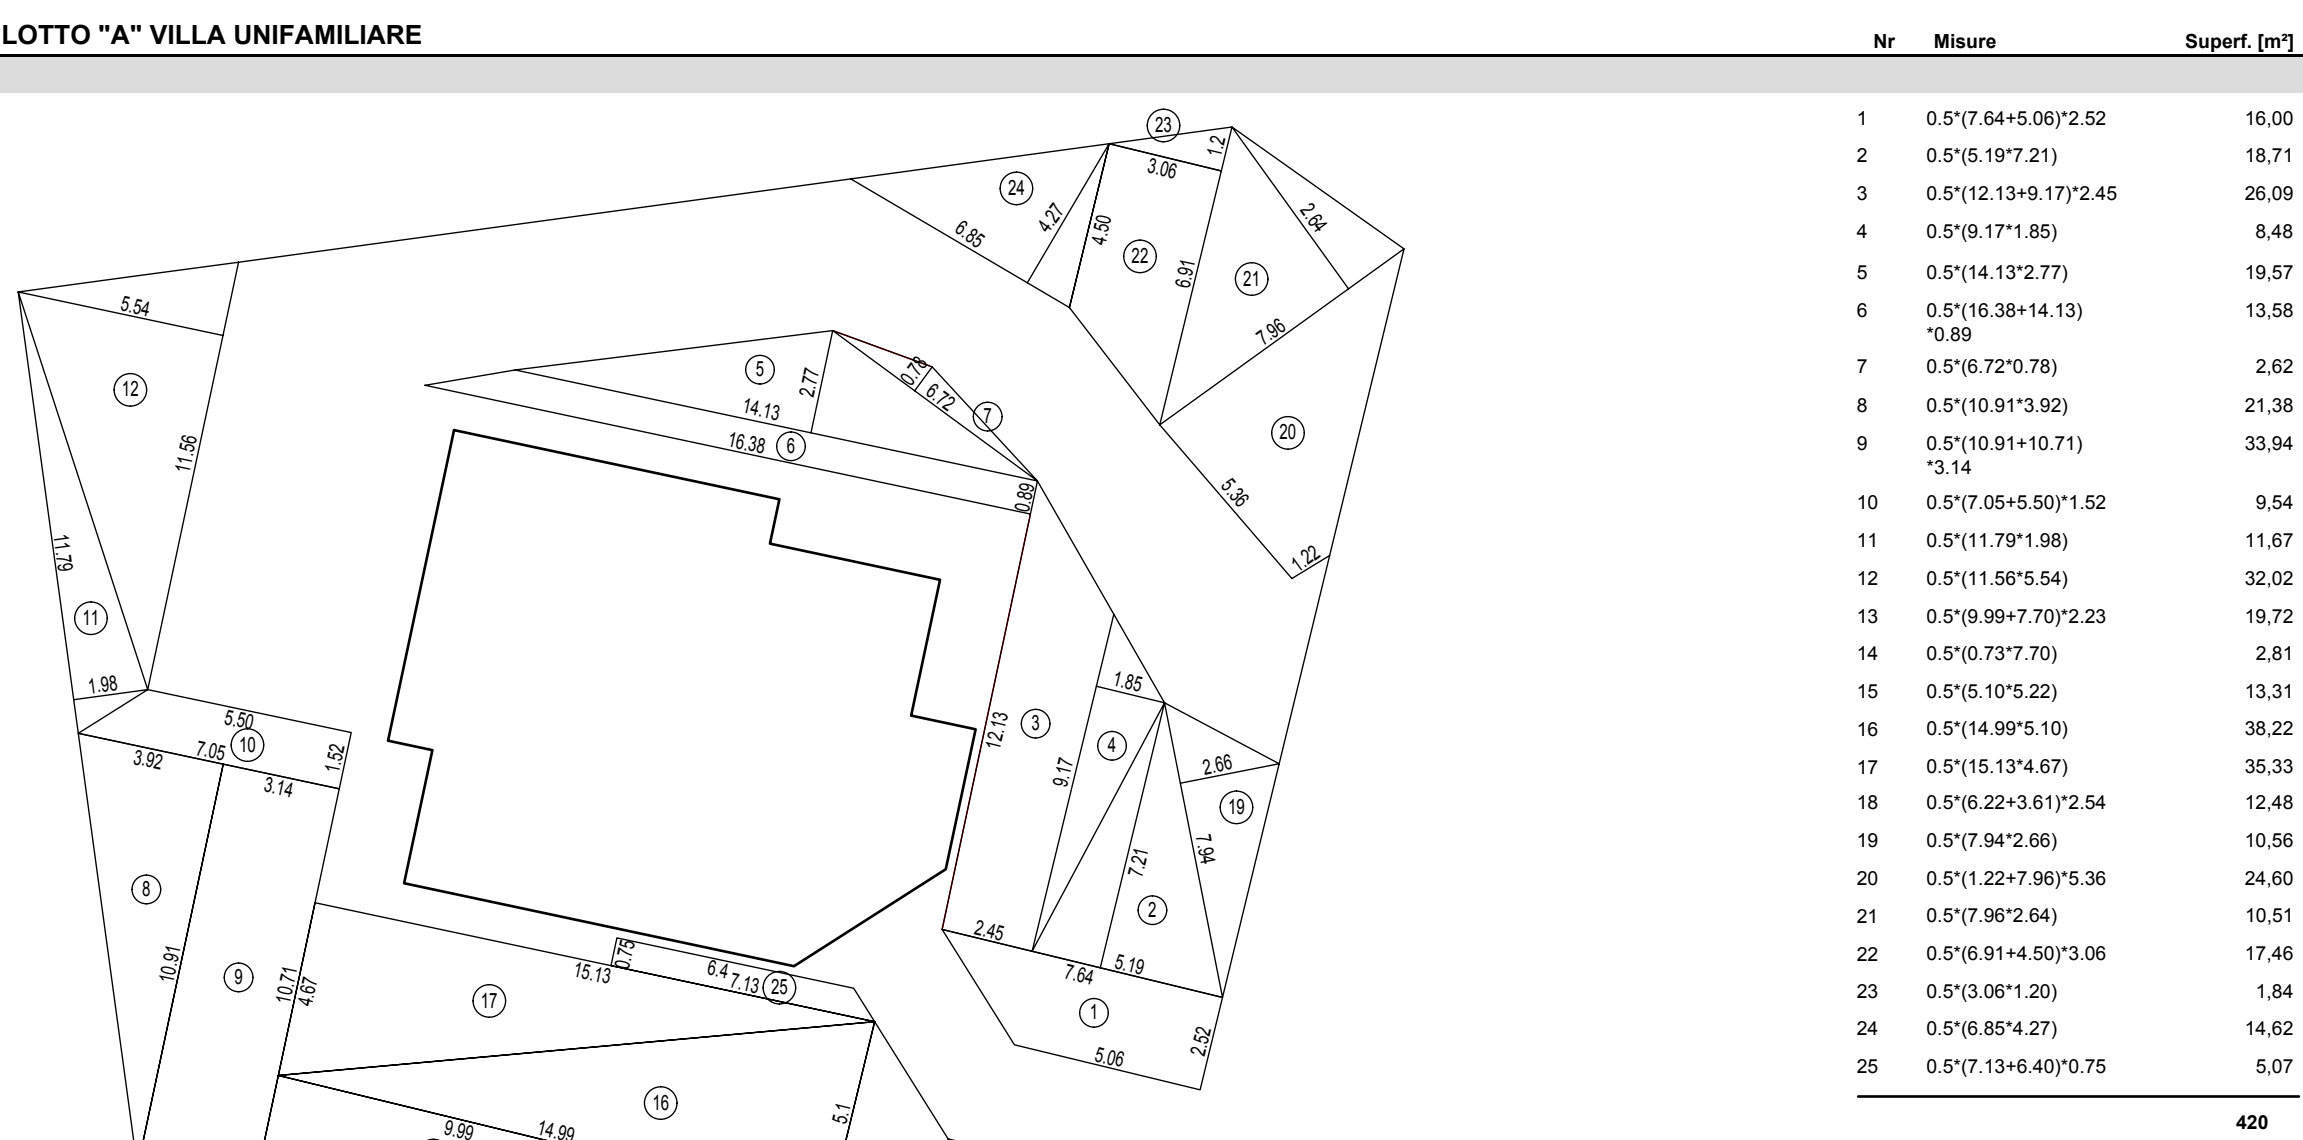 LOTTO "A" VILLA UNIFAMILIARE
Nr Misure Superf. [m²]
1 0.5*(7.64+5.06)*2.52 16,00
2 0.5*(5.19*7.21) 18,71
3 0.5*(12.13+9.17)*2.45 26,09
4 0.5*(9.17*1.85) 8,48
5 0.5*(14.13*2.77) 19,57
6 0.5*(16.38+14.13) 13,58
*0.89
7 0.5*(6.72*0.78) 2,62
8 0.5*(10.91*3.92) 21,38
9 0.5*(10.91+10.71) 33,94
*3.14
10 0.5*(7.05+5.50)*1.52 9,54
11 0.5*(11.79*1.98) 11,67
12 0.5*(11.56*5.54) 32,02
13 0.5*(9.99+7.70)*2.23 19,72
14 0.5*(0.73*7.70) 2,81
15 0.5*(5.10*5.22) 13,31
16 0.5*(14.99*5.10) 38,22
17 0.5*(15.13*4.67) 35,33
18 0.5*(6.22+3.61)*2.54 12,48
19 0.5*(7.94*2.66) 10,56
20 0.5*(1.22+7.96)*5.36 24,60
21 0.5*(7.96*2.64) 10,51
22 0.5*(6.91+4.50)*3.06 17,46
23 0.5*(3.06*1.20) 1,84
24 0.5*(6.85*4.27) 14,62
25 0.5*(7.13+6.40)*0.75 5,07
420
23
1.2
3.06
24
4.27
6.85
4.50
22
2.64
6.91
21
7.96
20
5.36
1.22
5.54
12
11.56
11.79
11
1.98
5
2.77
14.13
0.78
6.72
7
16.38
6
0.89
5.50
10
7.05
1.52
3.92
3.14
12.13
3
1.85
4
9.17
2.66
19
7.94
7.21
2
2.45
5.19
7.64
1
2.52
5.06
8
10.91
9
10.71
4.67
17
15.13
0.75
6.4
7.13
25
16
5.1
9.99
14.99